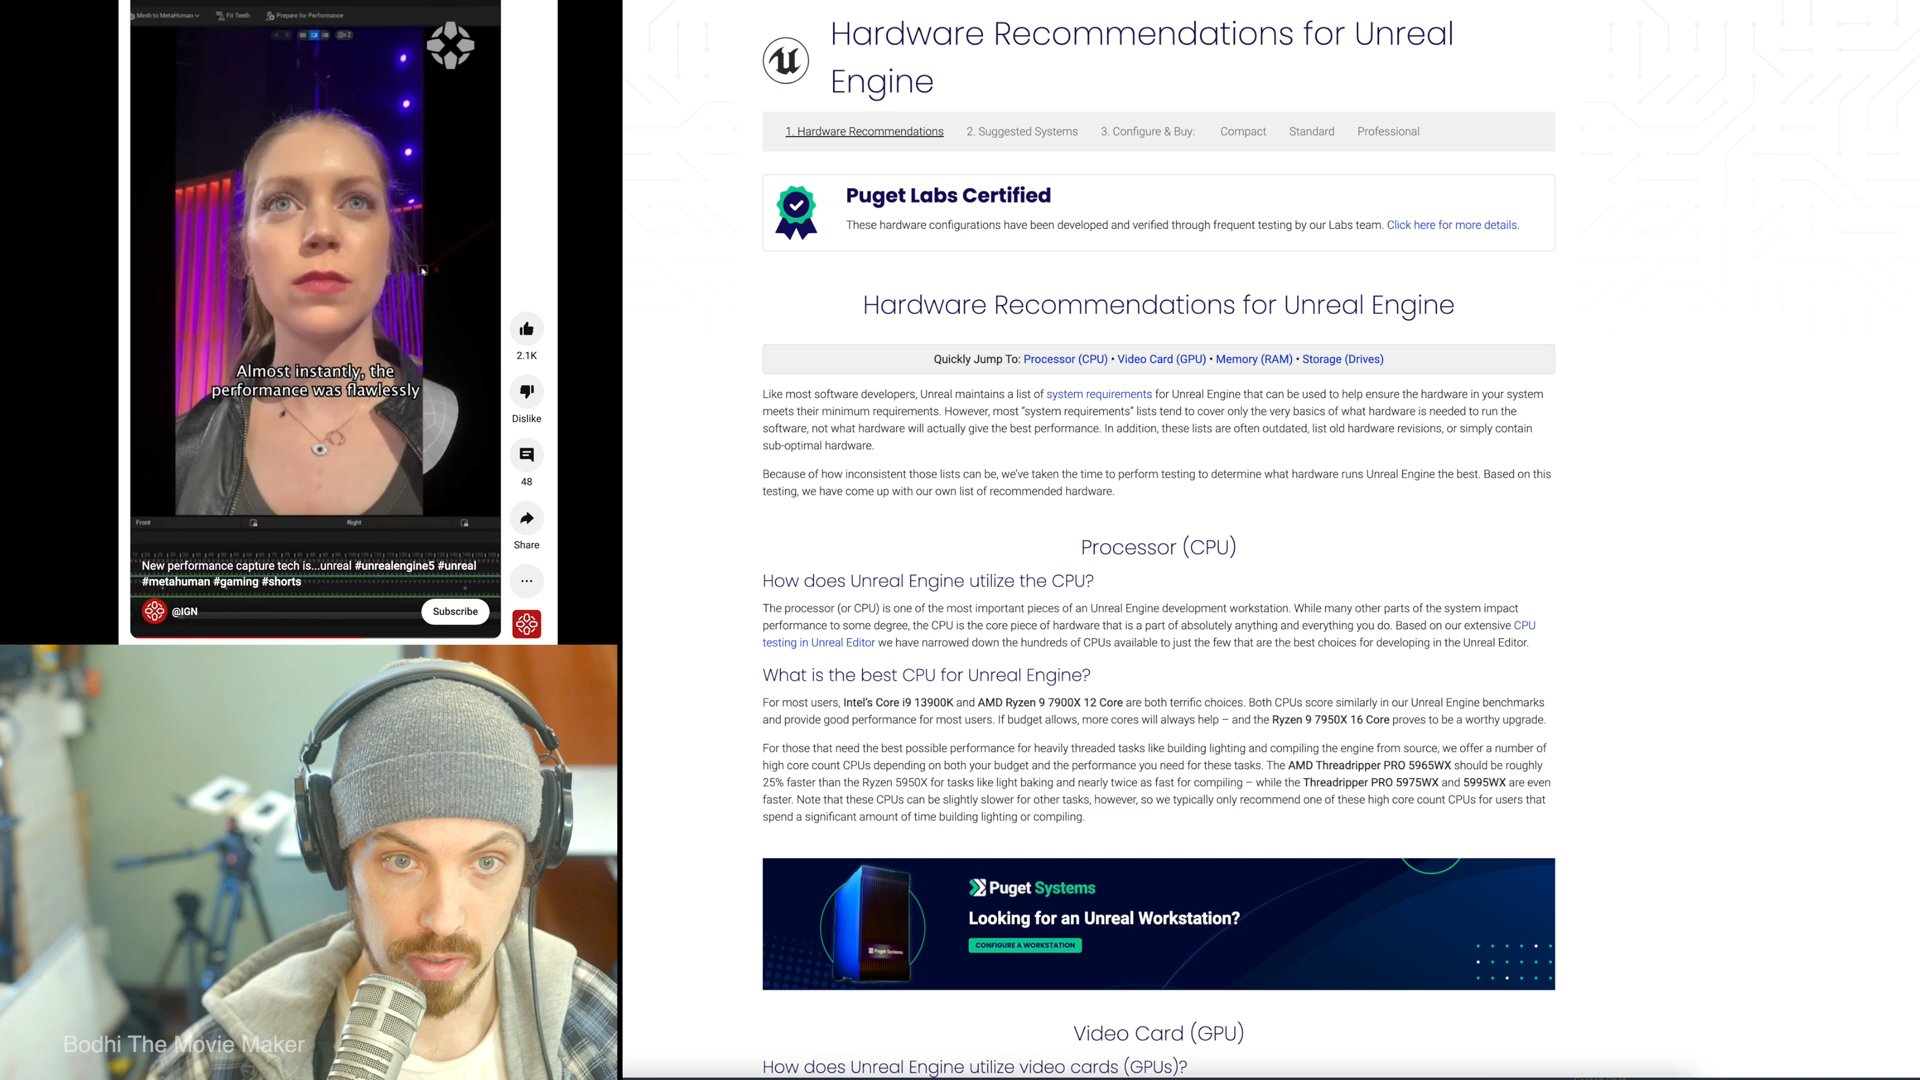 Mesh to MetaHuman
Fit Teeth
Prepare for Performance
Almost instantly, the
performance was flawlessly
2.1K
Dislike
48
Share
Front
Right
New performance capture tech is...unreal #unrealengine5 #unreal
#metahuman #gaming #shorts
@IGN
Subscribe
Bodhi The Movie Maker
Hardware Recommendations for Unreal
Engine
1. Hardware Recommendations
2. Suggested Systems
3. Configure & Buy:
Compact
Standard
Professional
Puget Labs Certified
These hardware configurations have been developed and verified through frequent testing by our Labs team. Click here for more details.
Hardware Recommendations for Unreal Engine
Quickly Jump To: Processor (CPU) • Video Card (GPU) • Memory (RAM) • Storage (Drives)
Like most software developers, Unreal maintains a list of system requirements for Unreal Engine that can be used to help ensure the hardware in your system
meets their minimum requirements. However, most “system requirements” lists tend to cover only the very basics of what hardware is needed to run the
software, not what hardware will actually give the best performance. In addition, these lists are often outdated, list old hardware revisions, or simply contain
sub-optimal hardware.
Because of how inconsistent those lists can be, we’ve taken the time to perform testing to determine what hardware runs Unreal Engine the best. Based on this
testing, we have come up with our own list of recommended hardware.
Processor (CPU)
How does Unreal Engine utilize the CPU?
The processor (or CPU) is one of the most important pieces of an Unreal Engine development workstation. While many other parts of the system impact
performance to some degree, the CPU is the core piece of hardware that is a part of absolutely anything and everything you do. Based on our extensive CPU
testing in Unreal Editor we have narrowed down the hundreds of CPUs available to just the few that are the best choices for developing in the Unreal Editor.
What is the best CPU for Unreal Engine?
For most users, Intel’s Core i9 13900K and AMD Ryzen 9 7900X 12 Core are both terrific choices. Both CPUs score similarly in our Unreal Engine benchmarks
and provide good performance for most users. If budget allows, more cores will always help – and the Ryzen 9 7950X 16 Core proves to be a worthy upgrade.
For those that need the best possible performance for heavily threaded tasks like building lighting and compiling the engine from source, we offer a number of
high core count CPUs depending on both your budget and the performance you need for these tasks. The AMD Threadripper PRO 5965WX should be roughly
25% faster than the Ryzen 5950X for tasks like light baking and nearly twice as fast for compiling – while the Threadripper PRO 5975WX and 5995WX are even
faster. Note that these CPUs can be slightly slower for other tasks, however, so we typically only recommend one of these high core count CPUs for users that
spend a significant amount of time building lighting or compiling.
Puget Systems
Puget Systems
Looking for an Unreal Workstation?
CONFIGURE A WORKSTATION
Video Card (GPU)
How does Unreal Engine utilize video cards (GPUs)?